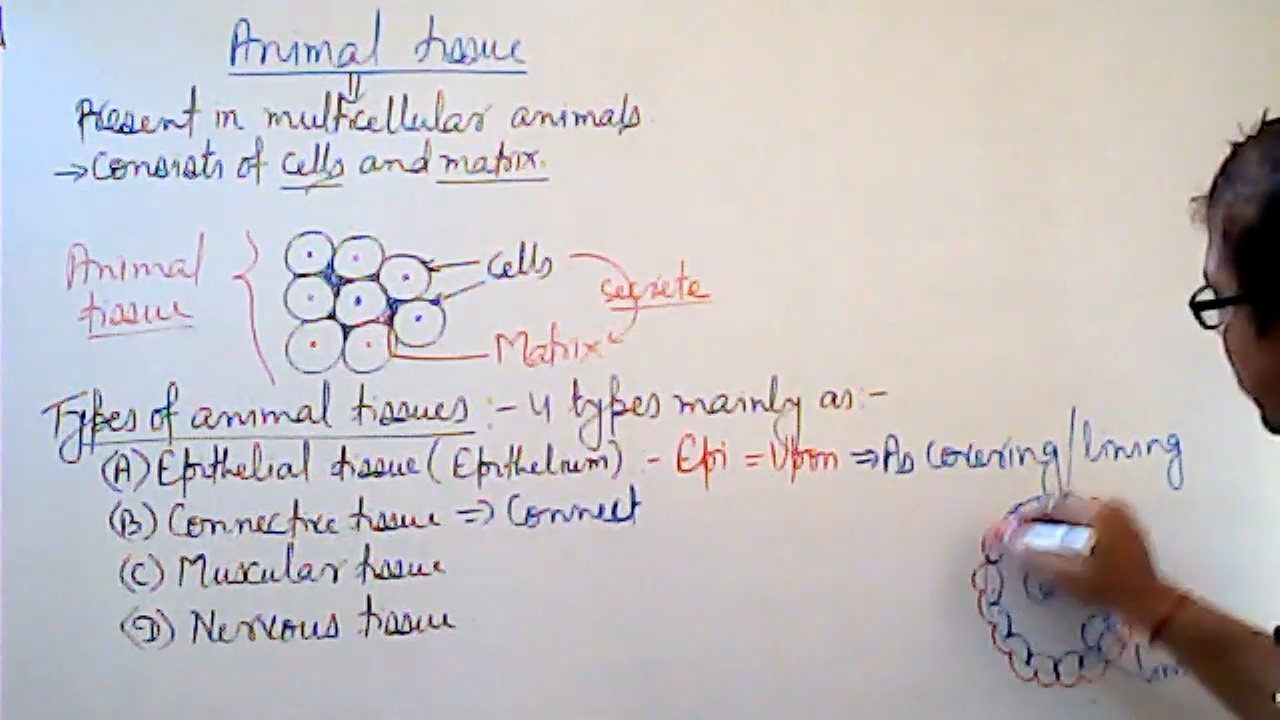 Animal tissue
Present in multicellular animals.
→ Consists of cells and matrix.
Animal tissue
Cells
secrete
Matrix
Types of animal tissues :- 4 types mainly as :-
(A) Epithelial tissue (Epithelium) - Epi = Upon ⇒ As covering/lining
(B) Connective tissue ⇒ Connect
(C) Muscular tissue
(D) Nervous tissue